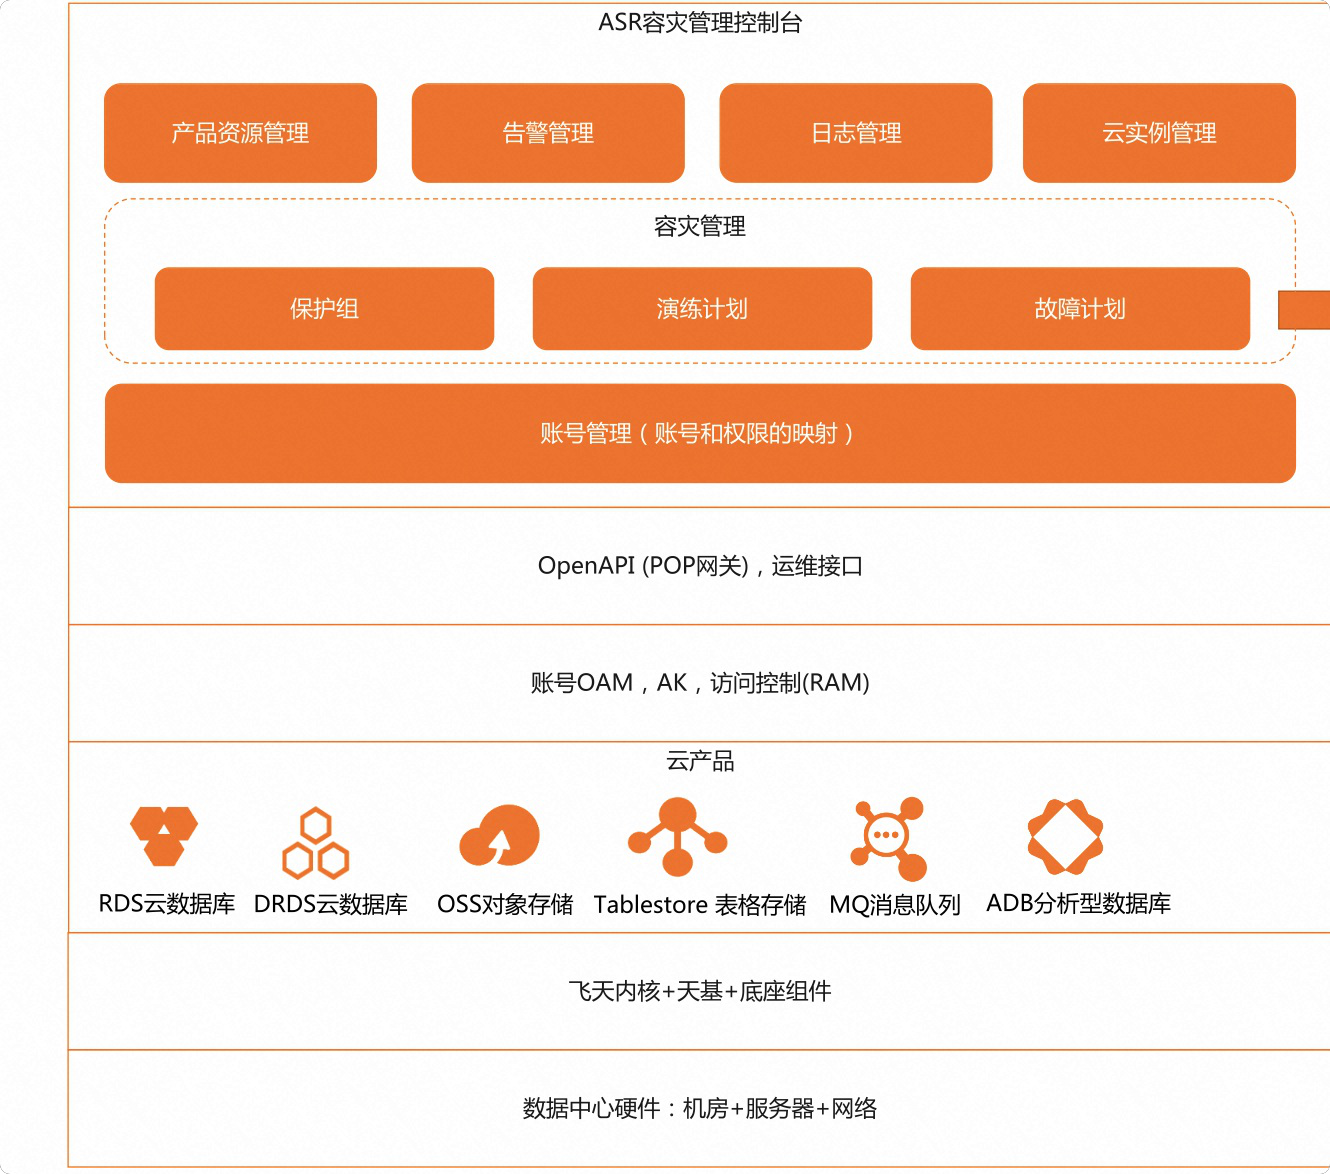 ASR容灾管理控制台
产品资源管理
告警管理
日志管理
云实例管理
容灾管理
保护组
演练计划
故障计划
账号管理（账号和权限的映射）
OpenAPI (POP网关)，运维接口
账号OAM，AK，访问控制(RAM)
云产品
RDS云数据库
DRDS云数据库
OSS对象存储
Tablestore 表格存储
MQ消息队列
ADB分析型数据库
飞天内核+天基+底座组件
数据中心硬件：机房+服务器+网络